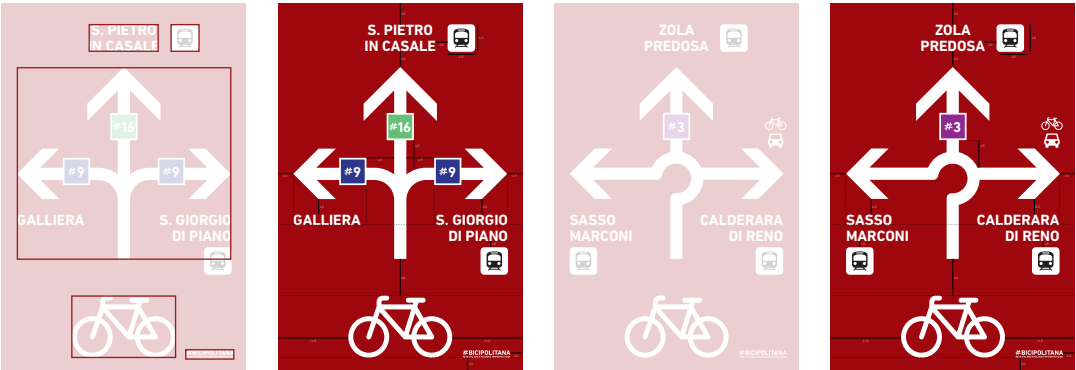 S. PIETRO
IN CASALE
#16
#9
#9
GALLIERA
S. GIORGIO
DI PIANO
#BICIPOLITANA
S. PIETRO
IN CASALE
#16
#9
#9
GALLIERA
S. GIORGIO
DI PIANO
#BICIPOLITANA
ZOLA
PREDOSA
#3
SASSO
MARCONI
CALDERARA
DI RENO
#BICIPOLITANA
ZOLA
PREDOSA
#3
SASSO
MARCONI
CALDERARA
DI RENO
#BICIPOLITANA